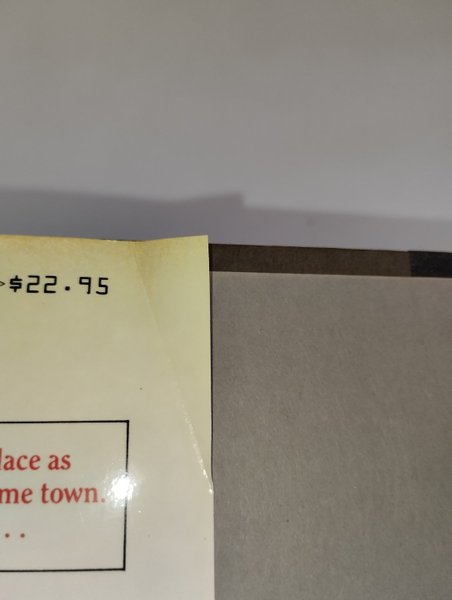 >$22.95
lace as
me town.
. .